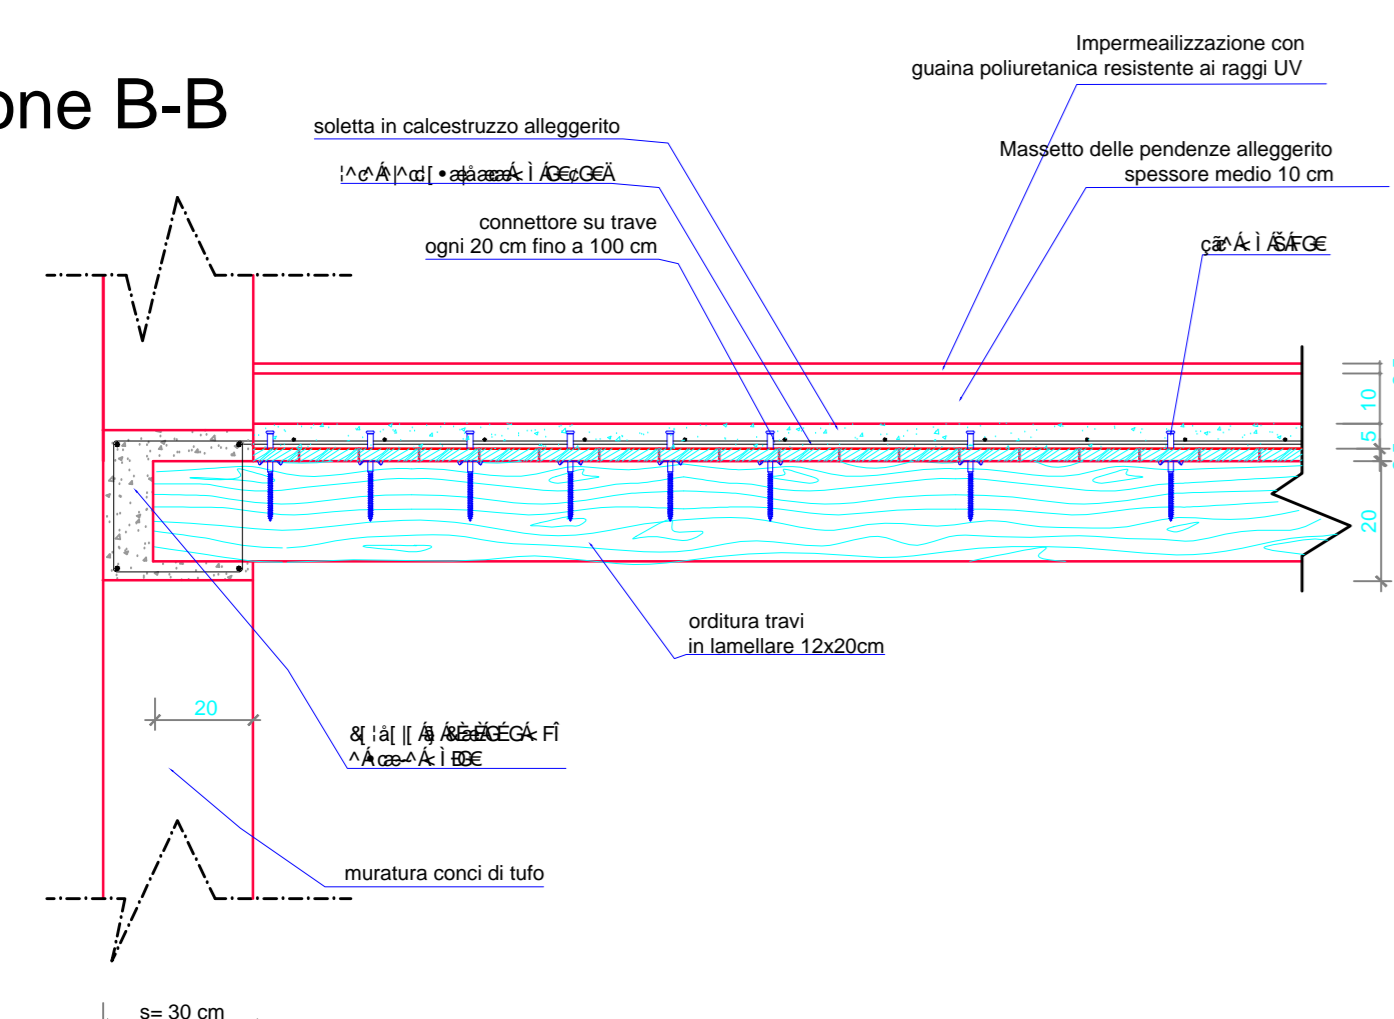 one B-B
Impermeailizzazione con
guaina poliuretanica resistente ai raggi UV
soletta in calcestruzzo alleggerito
Massetto delle pendenze alleggerito
spessore medio 10 cm
connettore su trave
ogni 20 cm fino a 100 cm
10
5
20
orditura travi
in lamellare 12x20cm
20
muratura conci di tufo
s= 30 cm